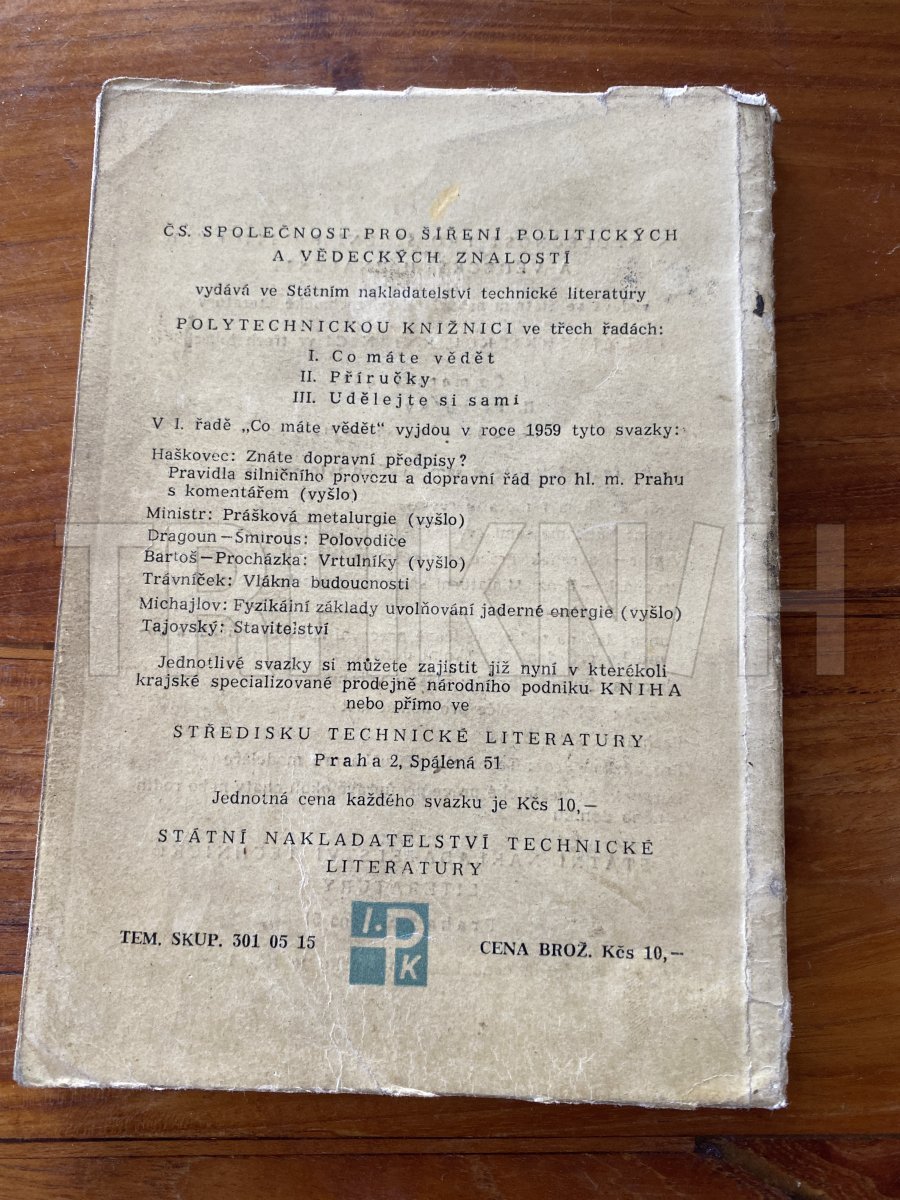 ČS. SPOLEČNOST PRO ŠÍŘENÍ POLITICKÝCH
A VĚDECKÝCH ZNALOSTÍ
vydává ve Státním nakladatelství technické literatury
POLYTECHNICKOU KNIŽNICI ve třech řadách:
I. Co máte vědět
II. Příručky
III. Udělejte si sami
V I. řadě „Co máte vědět" vyjdou v roce 1959 tyto svazky:
Haškovec: Znáte dopravní předpisy?
Pravidla silničního provozu a dopravní řád pro hl. m. Prahu
s komentářem (vyšlo)
Ministr: Prášková metalurgie (vyšlo)
Dragoun–Šmirous: Polovodiče
Bartoš–Procházka: Vrtulníky (vyšlo)
Trávníček: Vlákna budoucnosti
Michajlov: Fyzikální základy uvolňování jaderné energie (vyšlo)
Tajovský: Stavitelství
Jednotlivé svazky si můžete zajistit již nyní v kterékoli
krajské specializované prodejně národního podniku KNIHA
nebo přímo ve
STŘEDISKU TECHNICKÉ LITERATURY
Praha 2, Spálená 51
Jednotná cena každého svazku je Kčs 10,–
STÁTNÍ NAKLADATELSTVÍ TECHNICKÉ
LITERATURY
I. PK
TEM. SKUP. 301 05 15
CENA BROŽ. Kčs 10,–